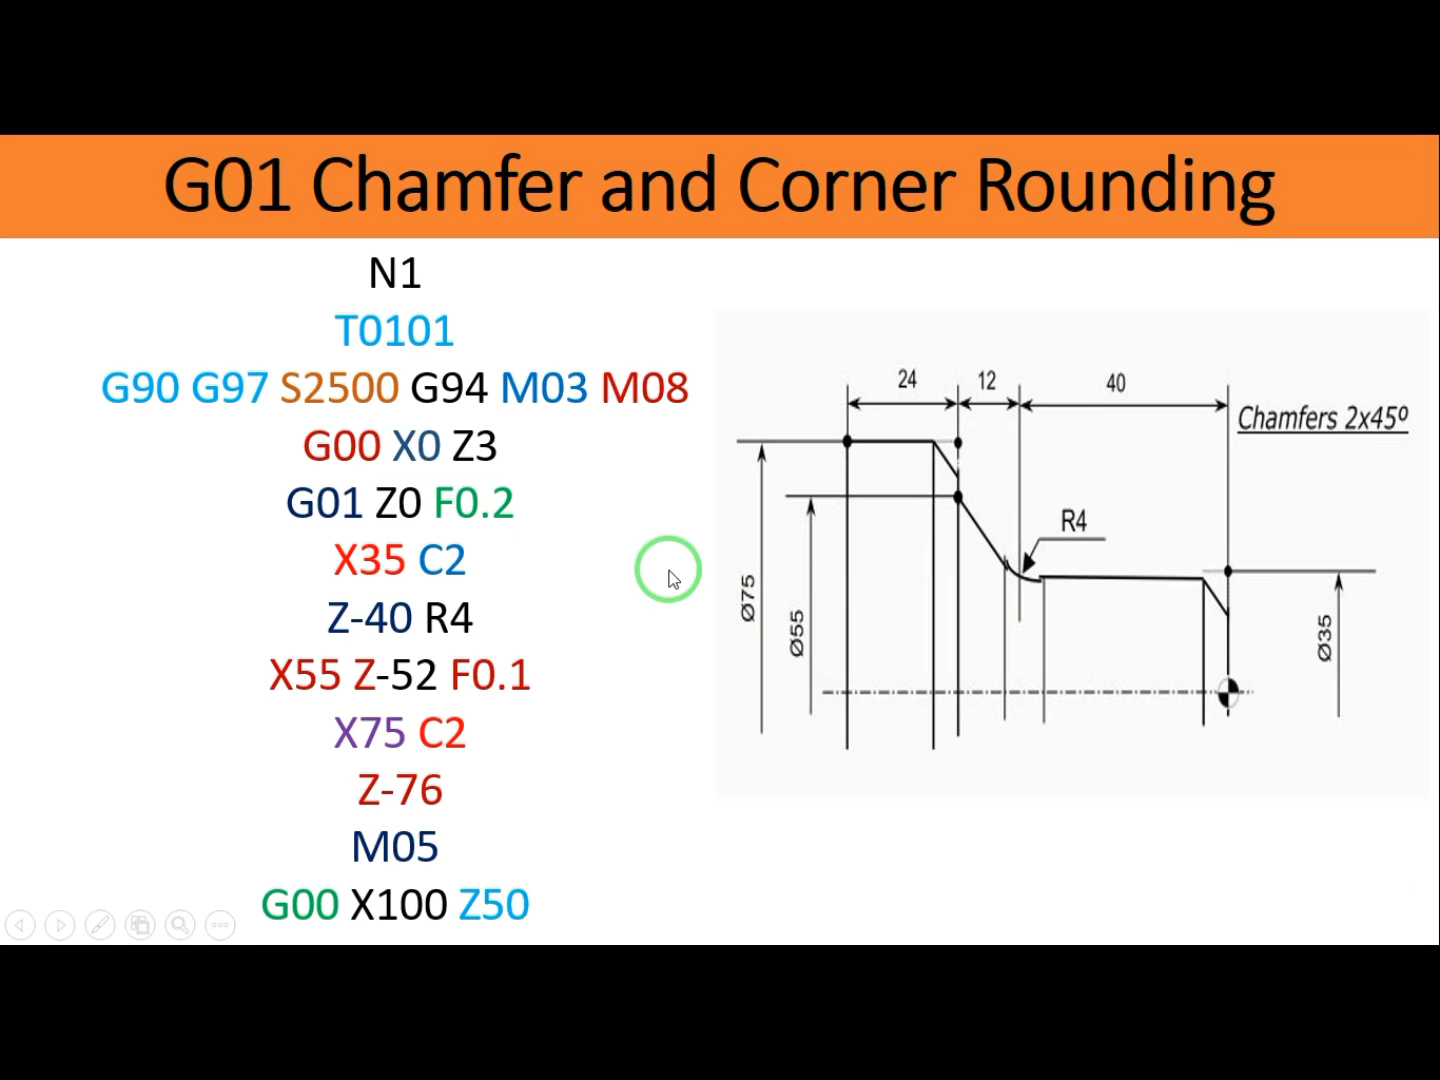 G01 Chamfer and Corner Rounding
N1
T0101
G90 G97 S2500 G94 M03 M08
G00 X0 Z3
G01 Z0 F0.2
X35 C2
Z-40 R4
X55 Z-52 F0.1
X75 C2
Z-76
M05
G00 X100 Z50
24
12
40
Chamfers 2x45º
R4
Ø75
Ø55
Ø35